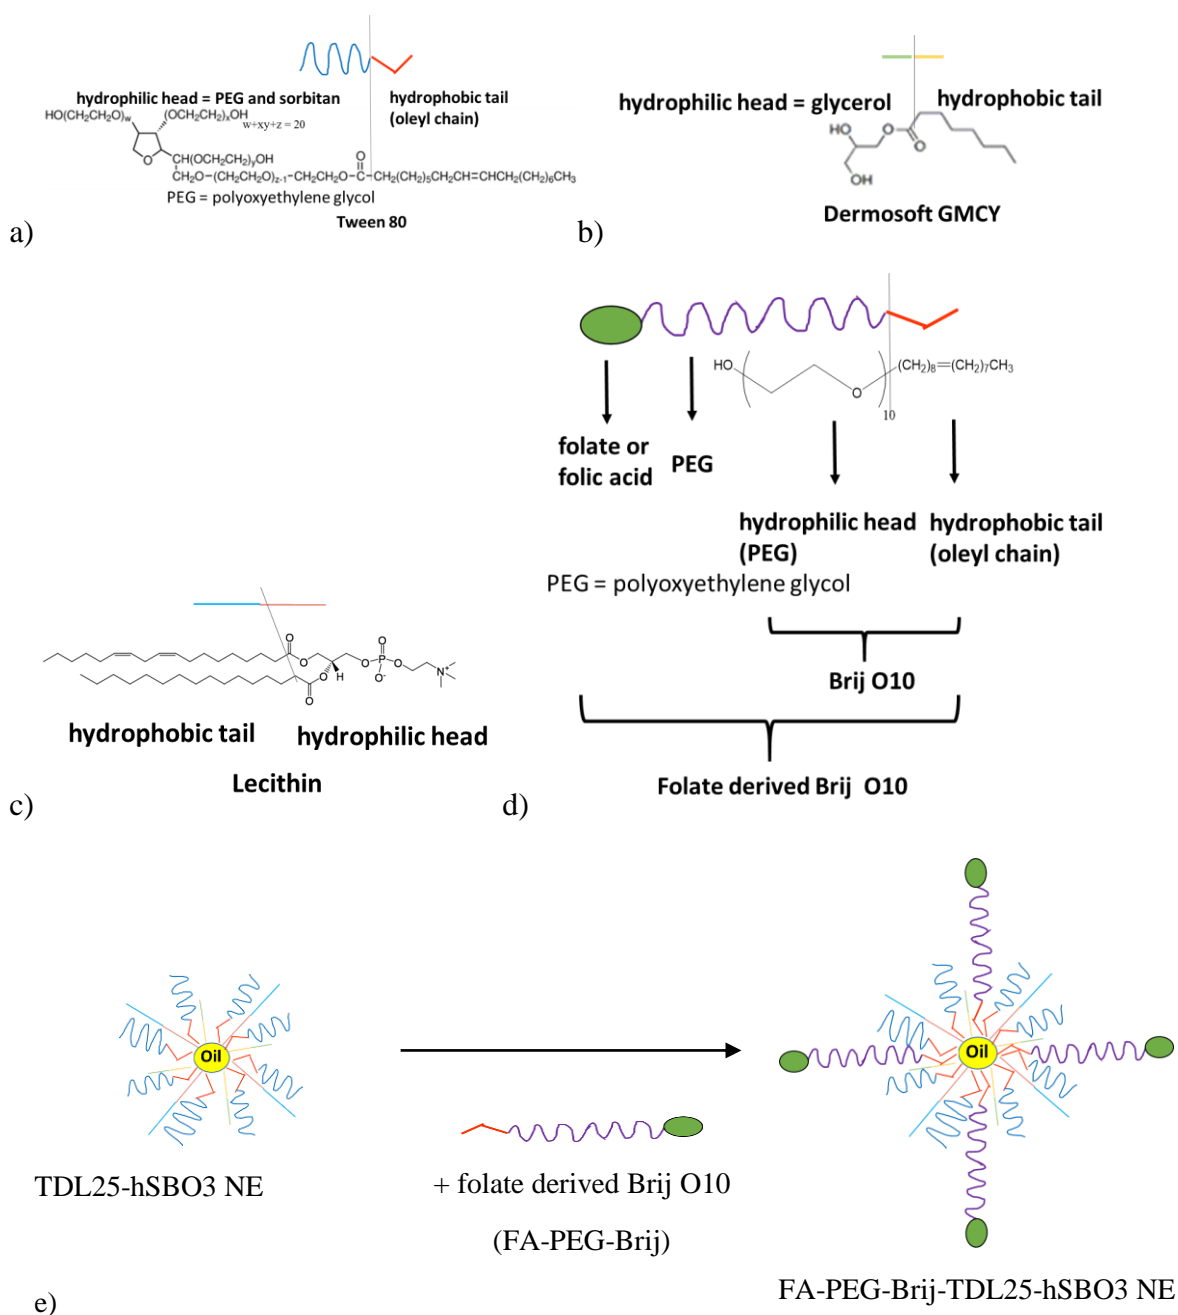 hydrophilic head = PEG and sorbitan
hydrophobic tail
(oleyl chain)
HO(CH₂CH₂O)w
(OCH₂CH₂)xOH
w+xy+z = 20
O
CH(OCH₂CH₂)yOH
O
CH₂O−(CH₂CH₂O)z-1−CH₂CH₂O−C−CH₂(CH₂)₅CH₂CH=CHCH₂(CH₂)₆CH₃
PEG = polyoxyethylene glycol
Tween 80
a)
hydrophilic head = glycerol
hydrophobic tail
HO
O
O
OH
Dermosoft GMCY
b)
hydrophobic tail
hydrophilic head
O
O
O
O
H
O
P
O⁻
O
N⁺
Lecithin
c)
HO
O
10
(CH₂)₈═(CH₂)₇CH₃
folate or
folic acid
PEG
hydrophilic head
(PEG)
hydrophobic tail
(oleyl chain)
PEG = polyoxyethylene glycol
Brij O10
Folate derived Brij O10
d)
Oil
TDL25-hSBO3 NE
+ folate derived Brij O10
(FA-PEG-Brij)
Oil
FA-PEG-Brij-TDL25-hSBO3 NE
e)